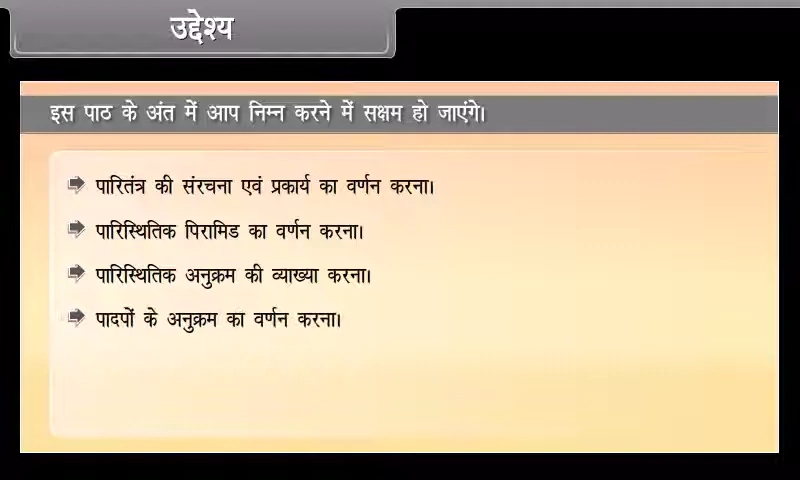 उद्देश्य
इस पाठ के अंत में आप निम्न करने में सक्षम हो जाएंगे।
पारितंत्र की संरचना एवं प्रकार्य का वर्णन करना।
पारिस्थितिक पिरामिड का वर्णन करना।
पारिस्थितिक अनुक्रम की व्याख्या करना।
पादपों के अनुक्रम का वर्णन करना।